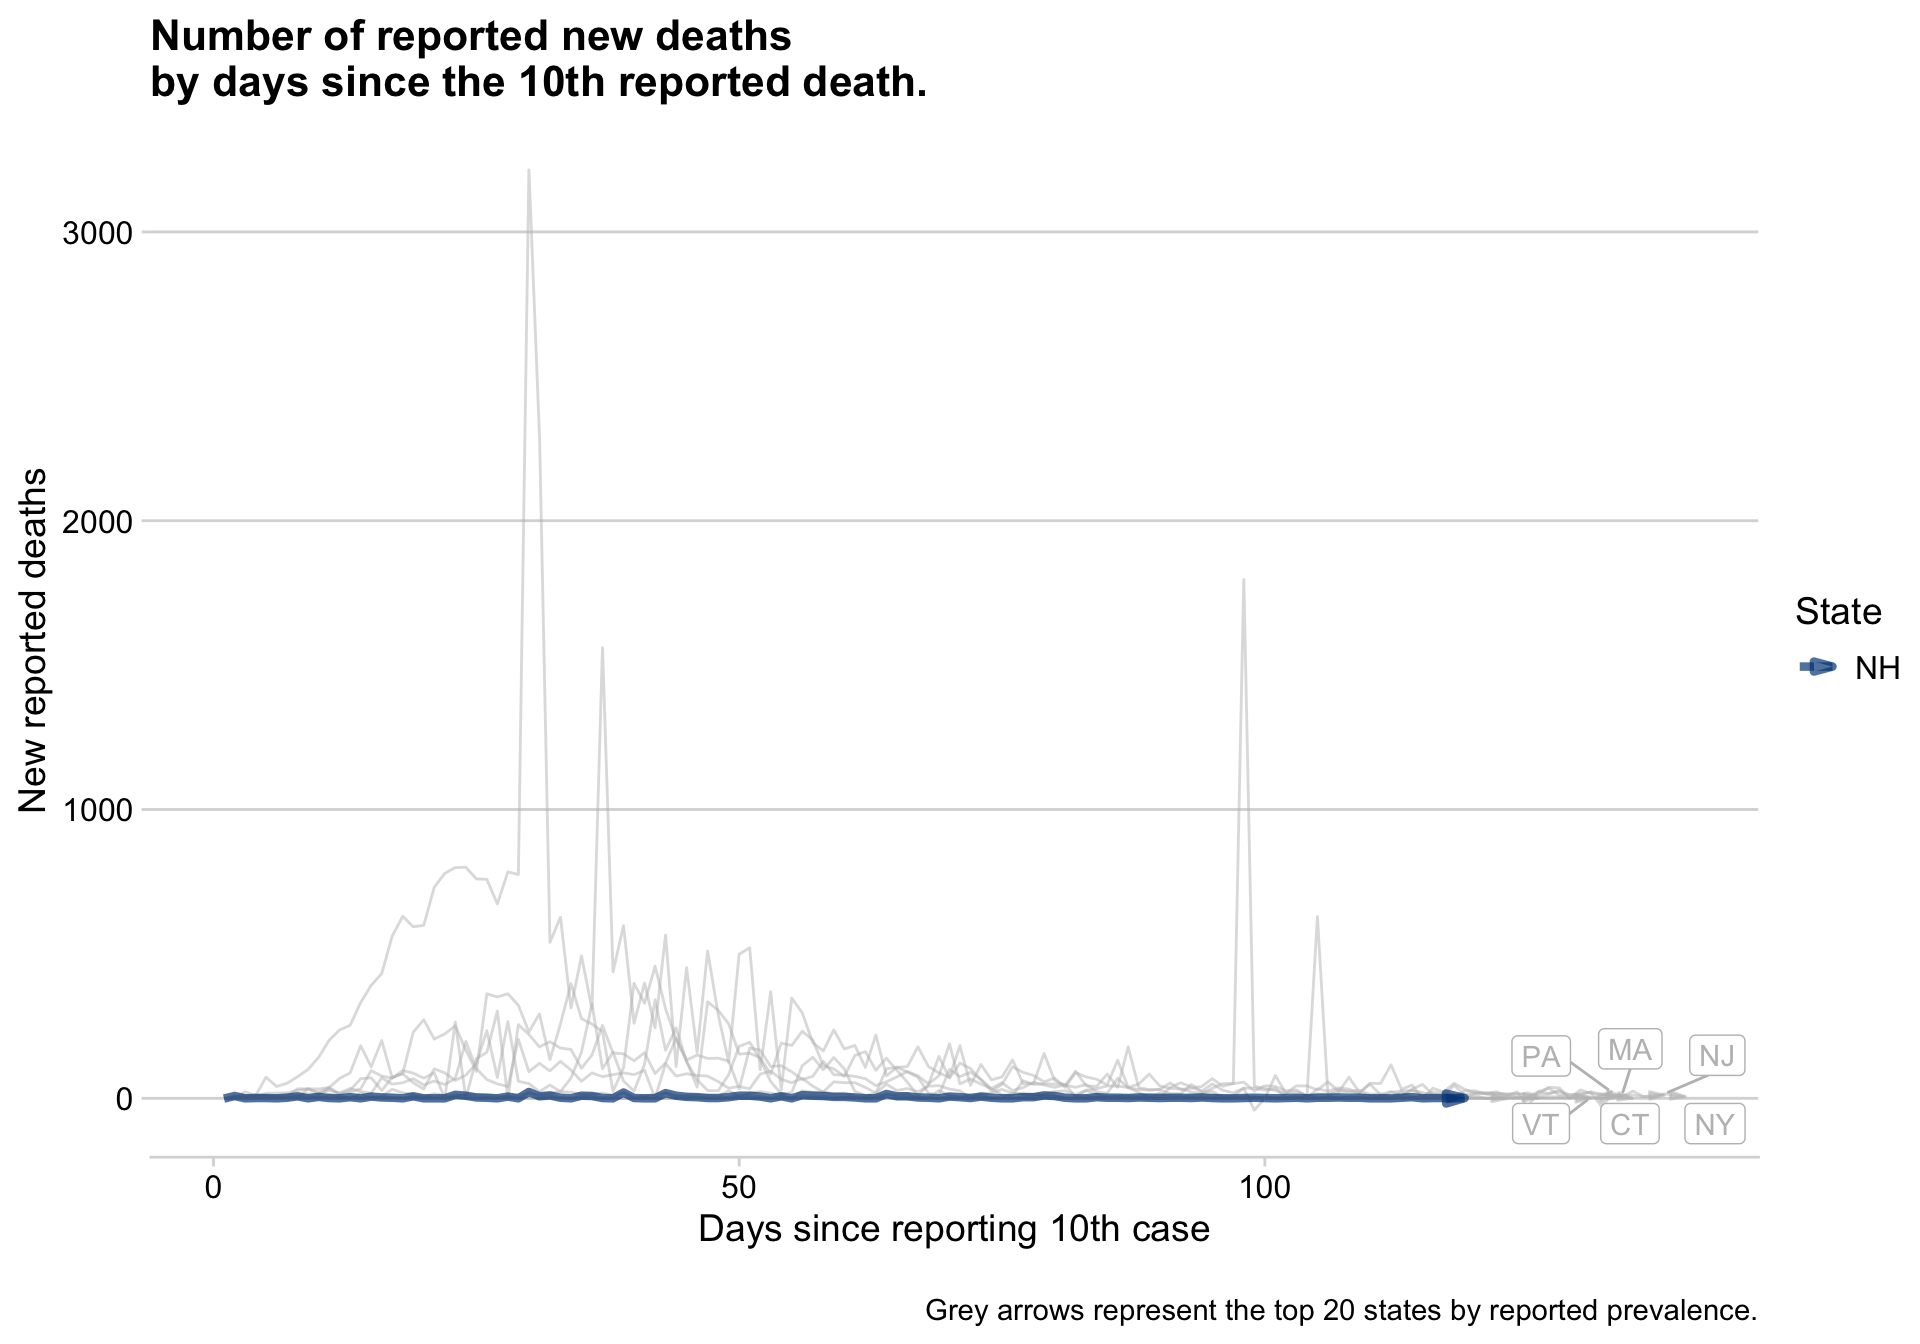 Number of reported new deaths
by days since the 10th reported death.
New reported deaths
3000
2000
1000
0
0
50
100
Days since reporting 10th case
PA
MA
NJ
VT
CT
NY
State
NH
Grey arrows represent the top 20 states by reported prevalence.